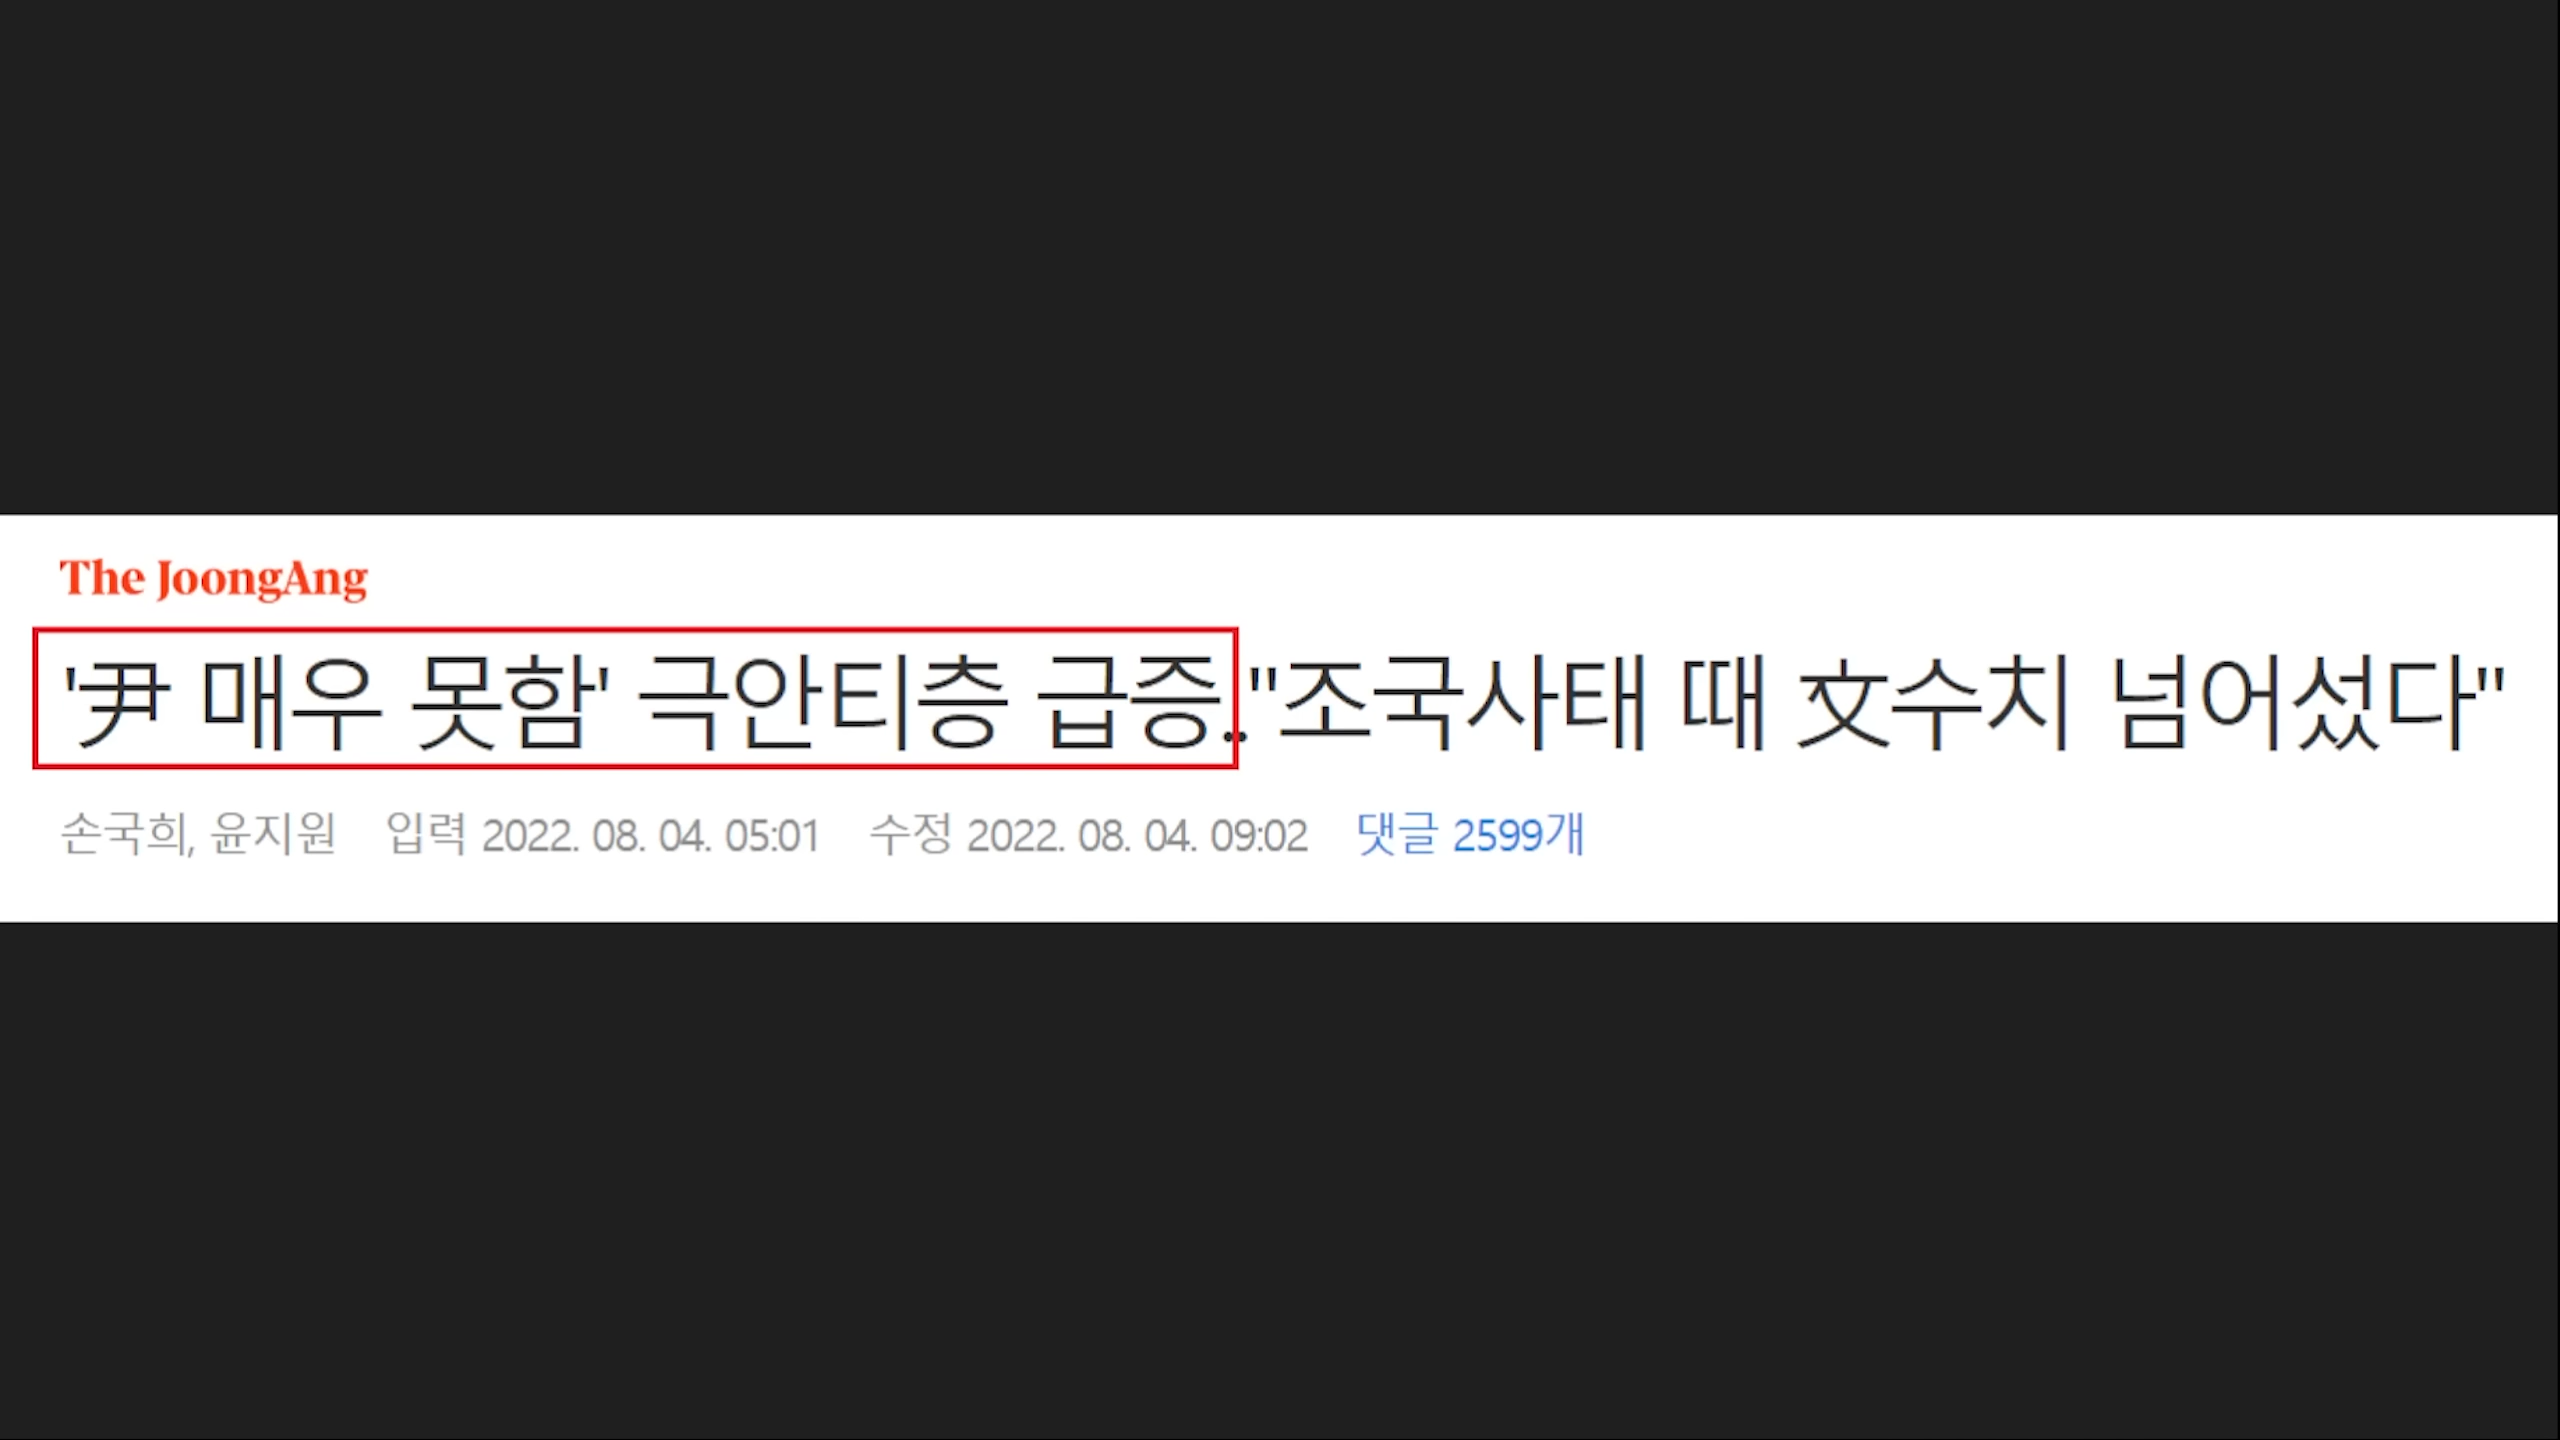 The JoongAng
'尹 매우 못함' 극안티층 급증.."조국사태 때 文수치 넘어섰다"
손국희, 윤지원 입력 2022. 08. 04. 05:01 수정 2022. 08. 04. 09:02 댓글 2599개